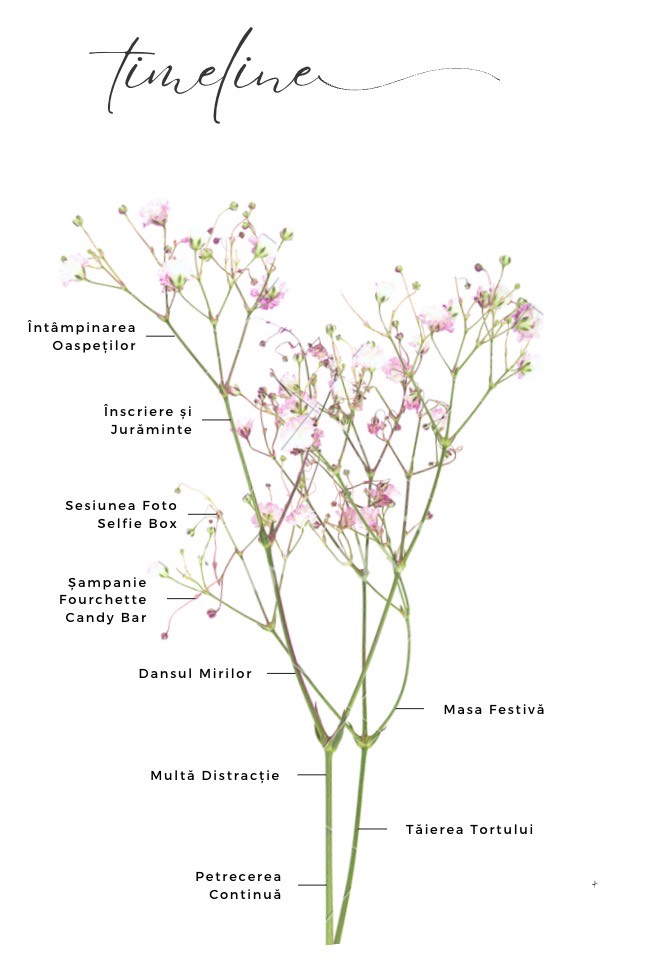 timeline
Întâmpinarea
Oaspeților
Înscriere și
Jurăminte
Sesiunea Foto
Selfie Box
Șampanie
Fourchette
Candy Bar
Dansul Mirilor
Masa Festivă
Multă Distracție
Tăierea Tortului
Petrecerea
Continuă